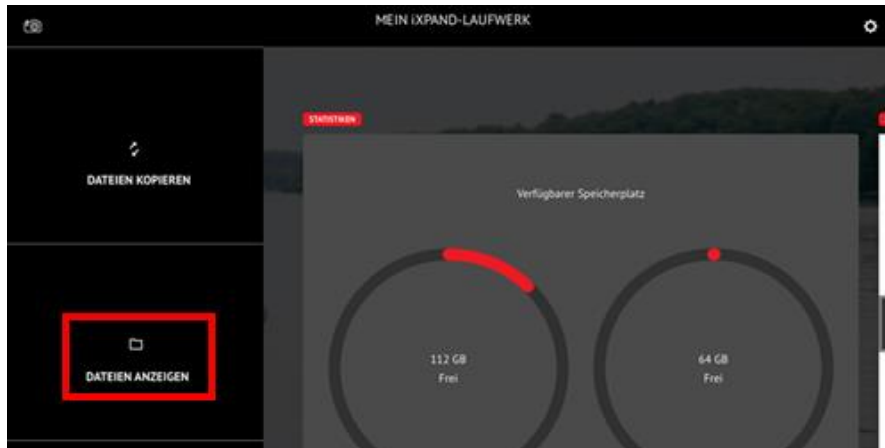 MEIN iXPAND-LAUFWERK
DATEIEN KOPIEREN
STATISTIKEN
Verfügbarer Speicherplatz
112 GB
Frei
64 GB
Frei
DATEIEN ANZEIGEN